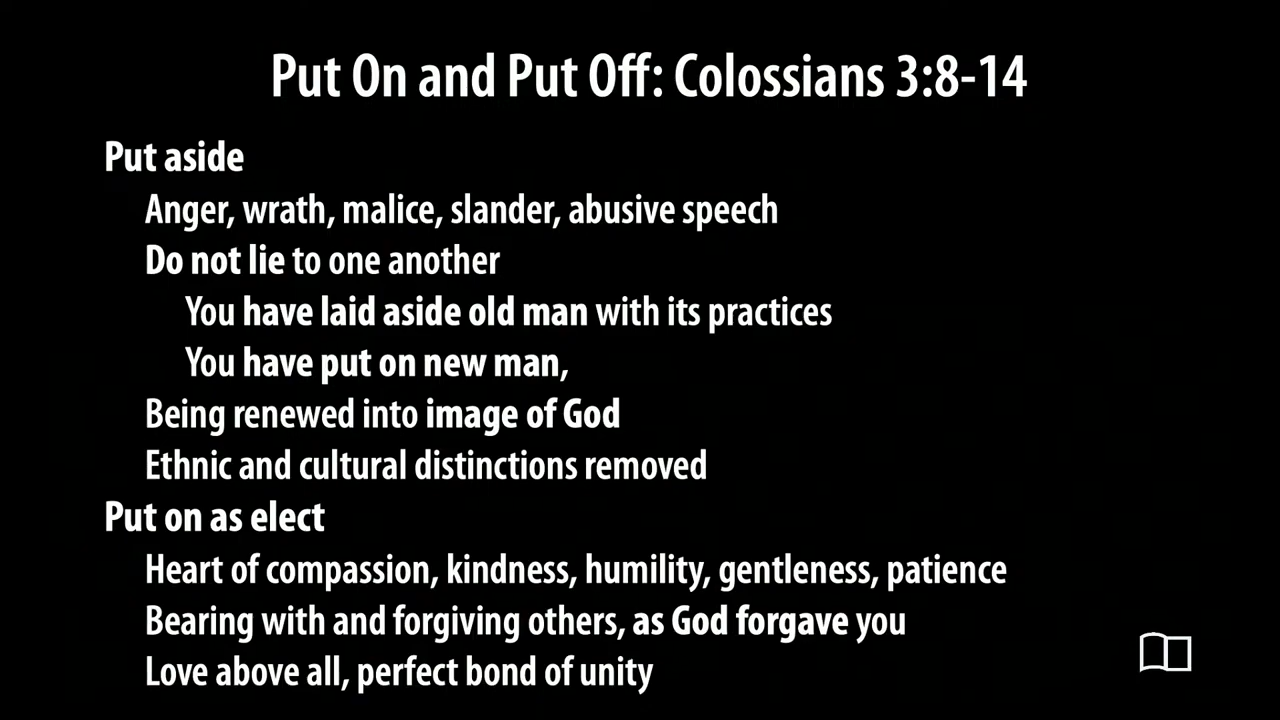 Put On and Put Off: Colossians 3:8-14
Put aside
Anger, wrath, malice, slander, abusive speech
Do not lie to one another
You have laid aside old man with its practices
You have put on new man,
Being renewed into image of God
Ethnic and cultural distinctions removed
Put on as elect
Heart of compassion, kindness, humility, gentleness, patience
Bearing with and forgiving others, as God forgave you
Love above all, perfect bond of unity